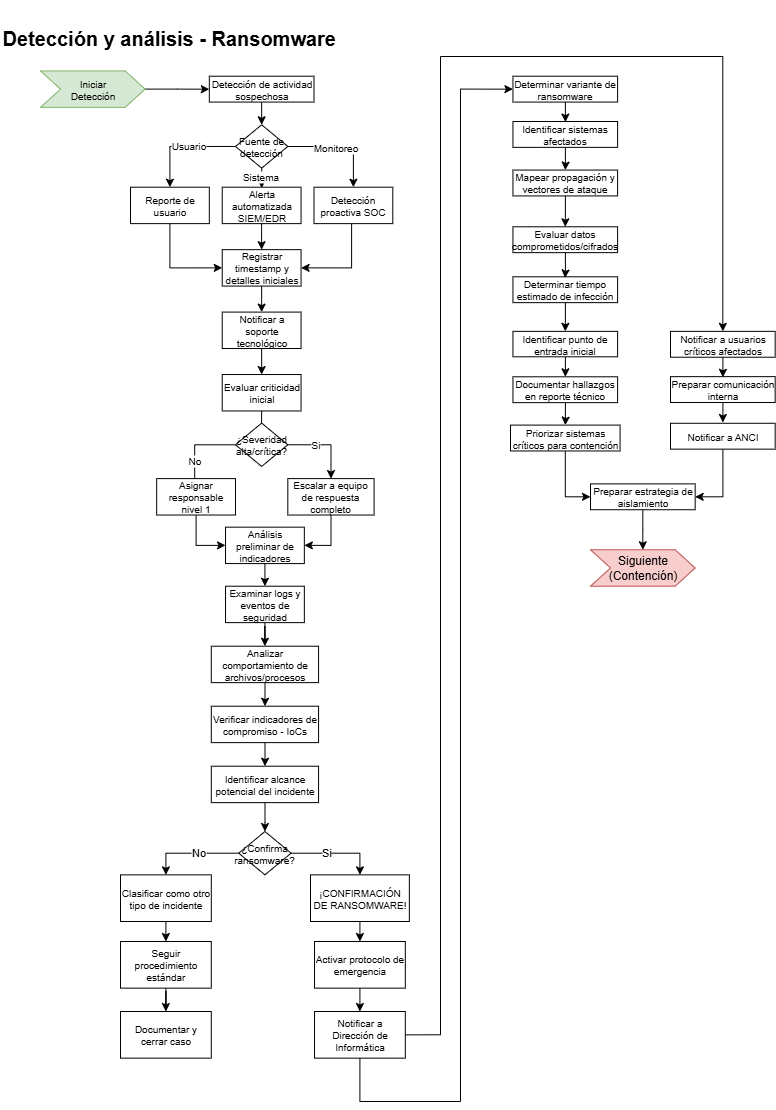 Detección y análisis - Ransomware
Iniciar
Detección
Detección de actividad
sospechosa
Fuente de
detección
Usuario
Sistema
Monitoreo
Reporte de
usuario
Alerta
automatizada
SIEM/EDR
Detección
proactiva SOC
Registrar
timestamp y
detalles iniciales
Notificar a
soporte
tecnológico
Evaluar criticidad
inicial
¿Severidad
alta/crítica?
No
Si
Asignar
responsable
nivel 1
Escalar a equipo
de respuesta
completo
Análisis
preliminar de
indicadores
Examinar logs y
eventos de
seguridad
Analizar
comportamiento de
archivos/procesos
Verificar indicadores de
compromiso - IoCs
Identificar alcance
potencial del incidente
¿Confirma
ransomware?
No
Si
Clasificar como otro
tipo de incidente
Seguir
procedimiento
estándar
Documentar y
cerrar caso
¡CONFIRMACIÓN
DE RANSOMWARE!
Activar protocolo de
emergencia
Notificar a
Dirección de
Informática
Determinar variante de
ransomware
Identificar sistemas
afectados
Mapear propagación y
vectores de ataque
Evaluar datos
comprometidos/cifrados
Determinar tiempo
estimado de infección
Identificar punto de
entrada inicial
Documentar hallazgos
en reporte técnico
Priorizar sistemas
críticos para contención
Notificar a usuarios
críticos afectados
Preparar comunicación
interna
Notificar a ANCI
Preparar estrategia de
aislamiento
Siguiente
(Contención)